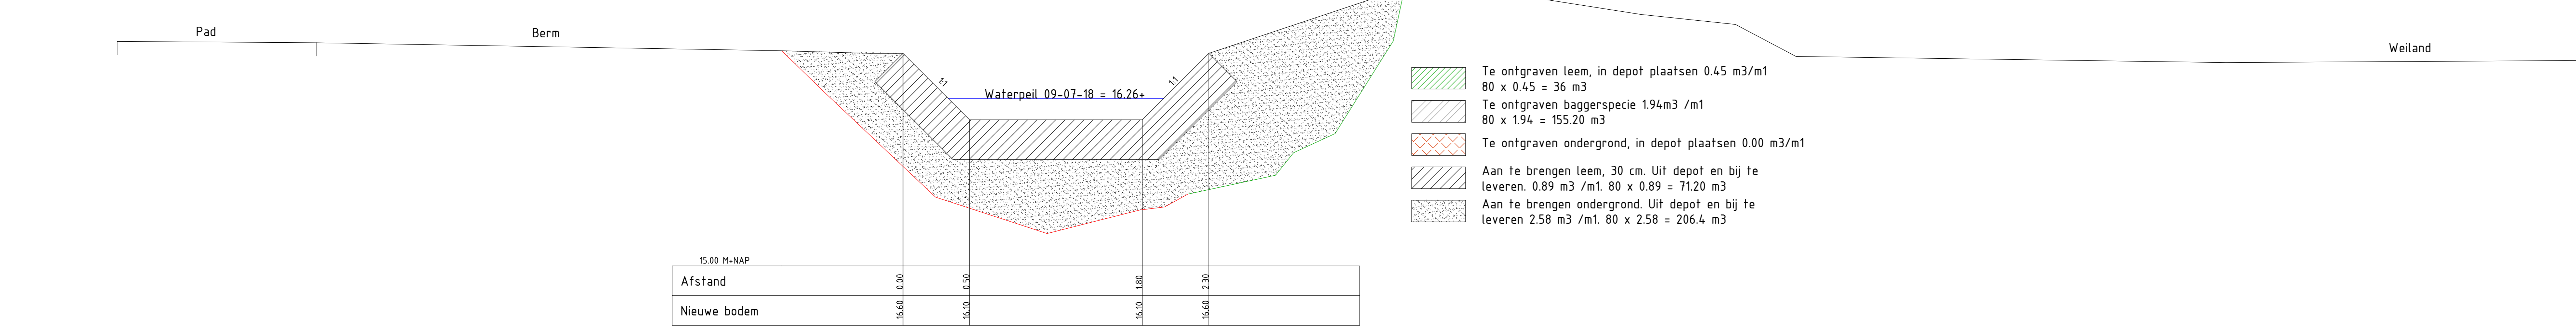 Pad
Berm
Weiland
1:1
1:1
Waterpeil 09-07-18 = 16.26+
Te ontgraven leem, in depot plaatsen 0.45 m3/m1
80 x 0.45 = 36 m3
Te ontgraven baggerspecie 1.94m3 /m1
80 x 1.94 = 155.20 m3
Te ontgraven ondergrond, in depot plaatsen 0.00 m3/m1
Aan te brengen leem, 30 cm. Uit depot en bij te
leveren. 0.89 m3 /m1. 80 x 0.89 = 71.20 m3
Aan te brengen ondergrond. Uit depot en bij te
leveren 2.58 m3 /m1. 80 x 2.58 = 206.4 m3
15.00 M+NAP
Afstand 0.00 0.50 1.80 2.30
Nieuwe bodem 16.60 16.10 16.10 16.60